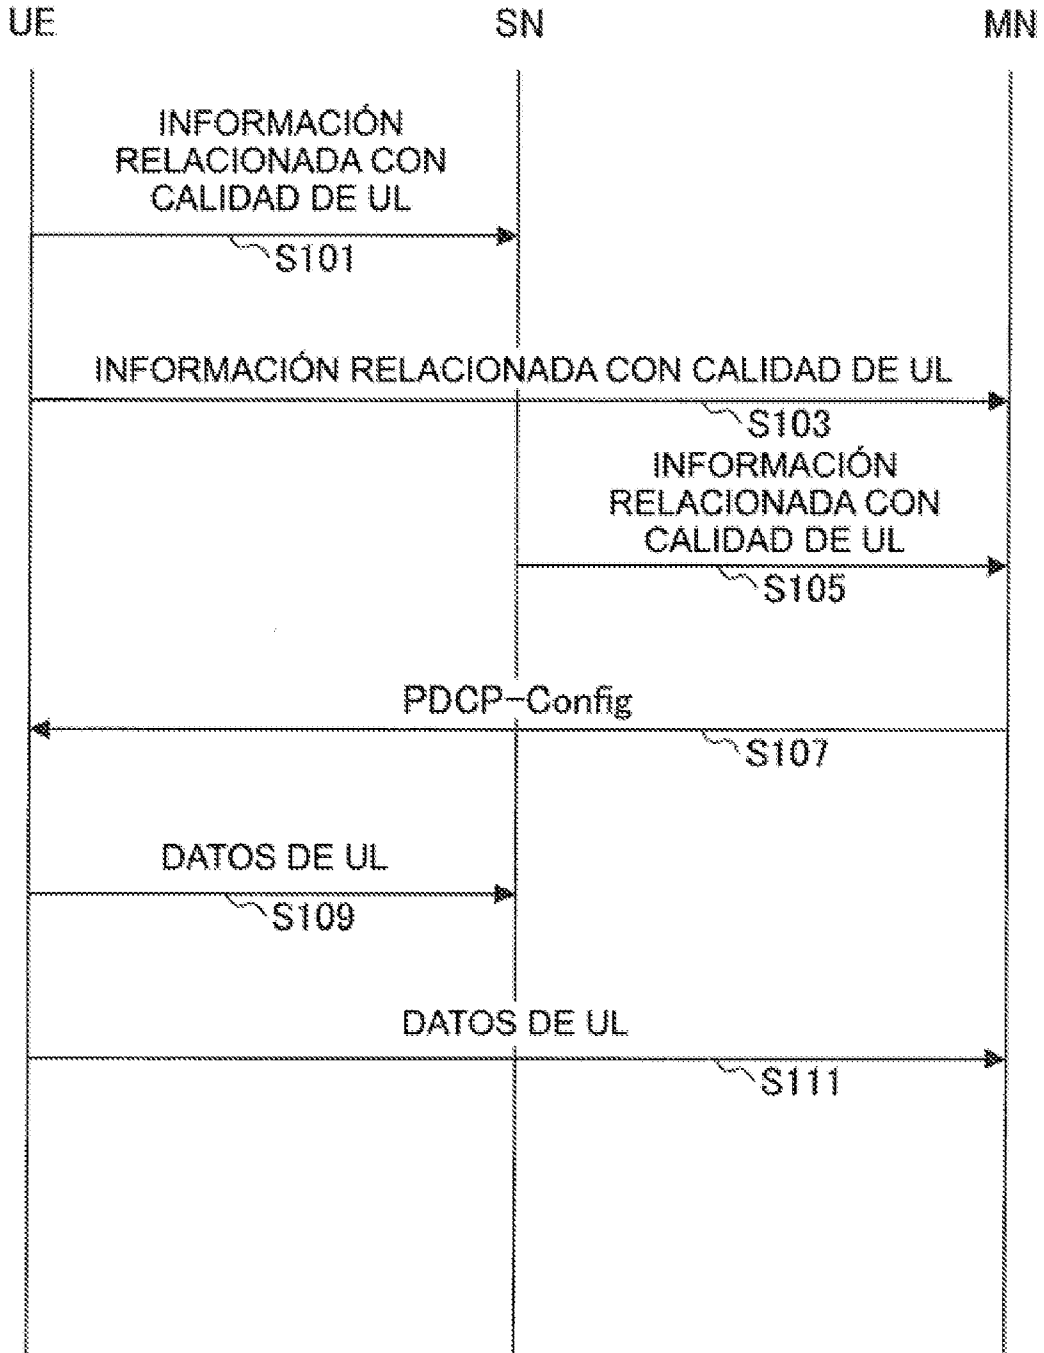 UE SN MN
INFORMACIÓN
RELACIONADA CON
CALIDAD DE UL
S101
INFORMACIÓN RELACIONADA CON CALIDAD DE UL
S103
INFORMACIÓN
RELACIONADA CON
CALIDAD DE UL
S105
PDCP-Config
S107
DATOS DE UL
S109
DATOS DE UL
S111